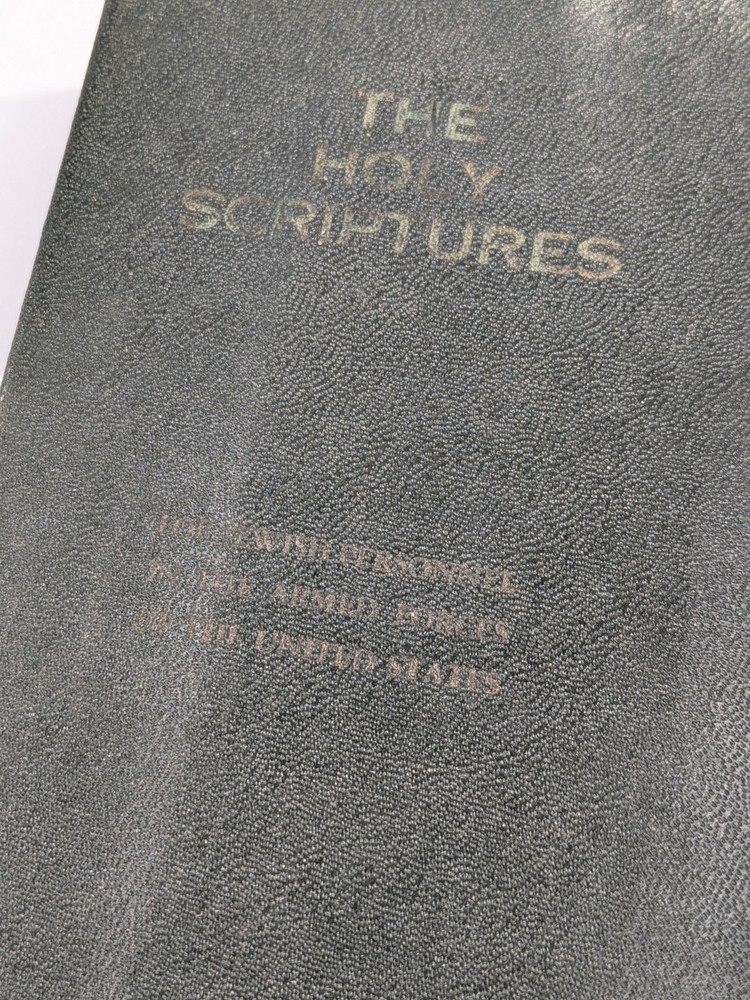 THE
HOLY
SCRIPTURES
FOR JEWISH PERSONNEL
IN THE ARMED FORCES
OF THE UNITED STATES